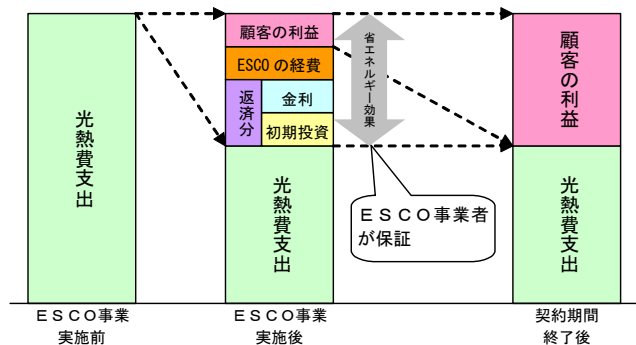 光熱費支出
顧客の利益
ESCOの経費
返済分
金利
初期投資
光熱費支出
省エネルギー効果
ＥＳＣＯ事業者
が保証
顧客の利益
光熱費支出
ＥＳＣＯ事業
実施前
ＥＳＣＯ事業
実施後
契約期間
終了後